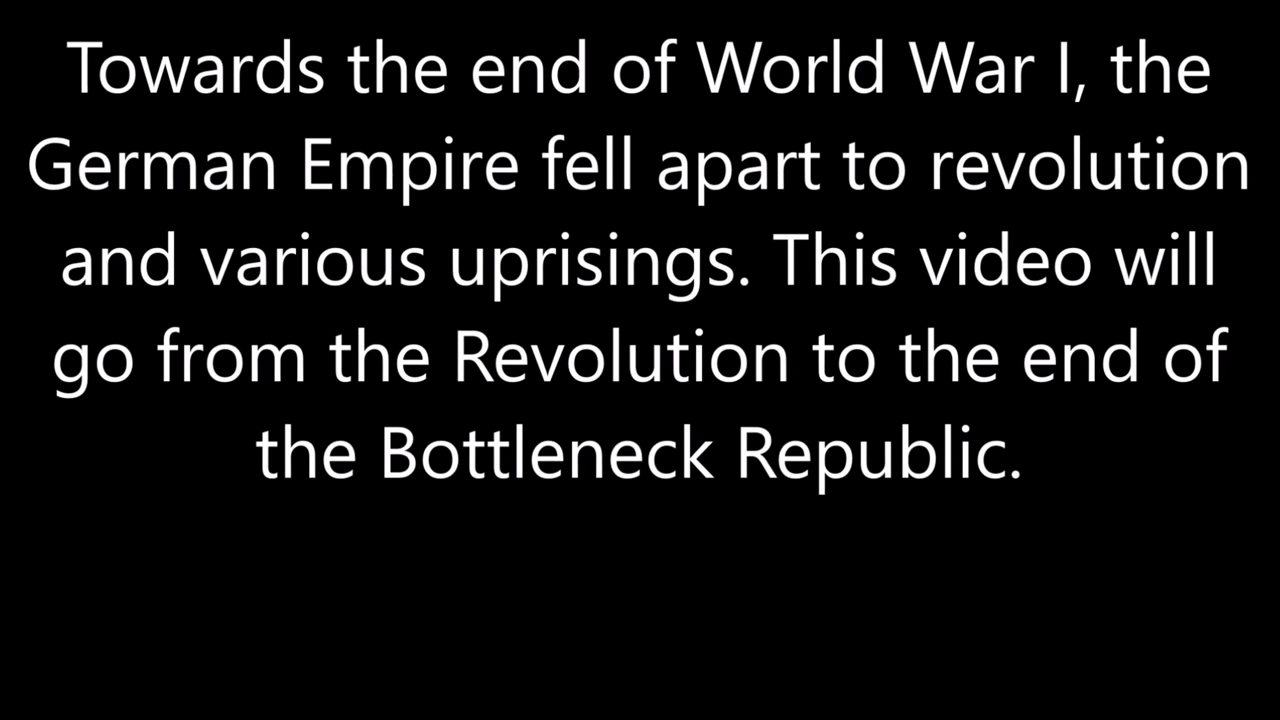 Towards the end of World War I, the
German Empire fell apart to revolution
and various uprisings. This video will
go from the Revolution to the end of
the Bottleneck Republic.